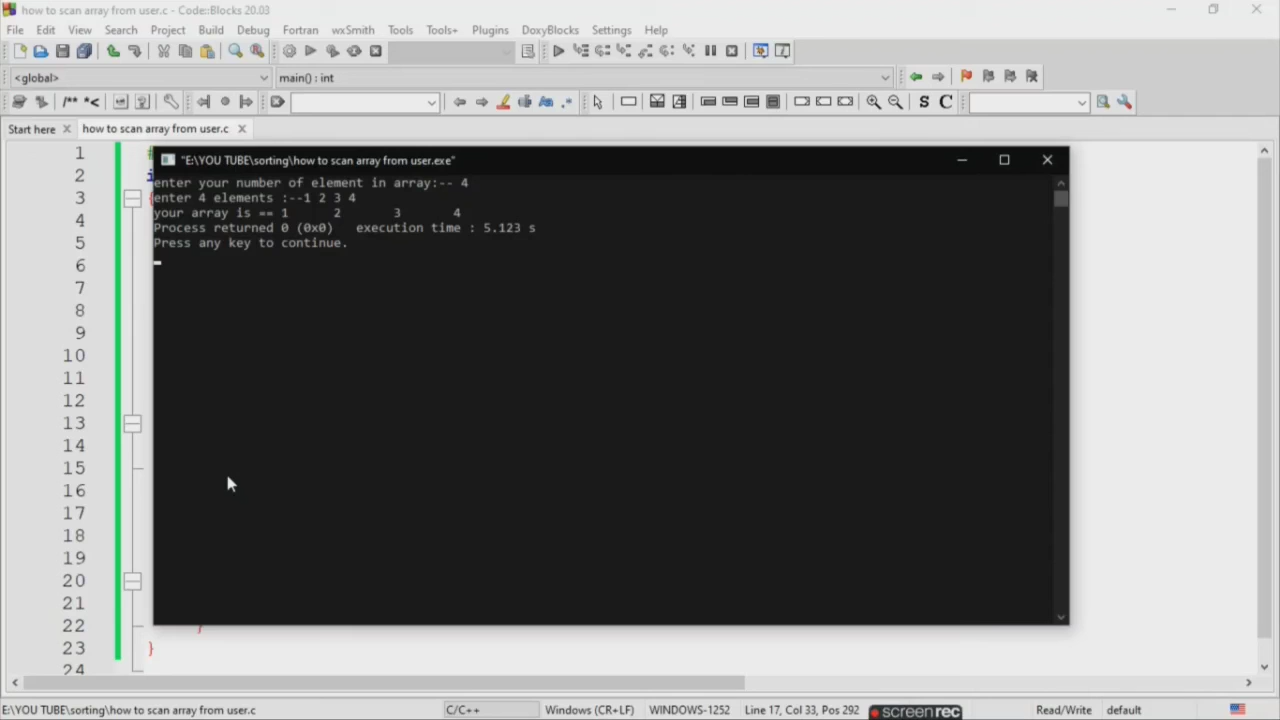 how to scan array from user.c - Code::Blocks 20.03
File Edit View Search Project Build Debug Fortran wxSmith Tools Tools+ Plugins DoxyBlocks Settings Help
<global> main() : int
/** *<
S C
Start here how to scan array from user.c
1
2
3
4
5
6
7
8
9
10
11
12
13
14
15
16
17
18
19
20
21
22 }
23 }
24
"E:\YOU TUBE\sorting\how to scan array from user.exe"
enter your number of element in array:-- 4
enter 4 elements :--1 2 3 4
your array is == 1 2 3 4
Process returned 0 (0x0) execution time : 5.123 s
Press any key to continue.
E:\YOU TUBE\sorting\how to scan array from user.c C/C++ Windows (CR+LF) WINDOWS-1252 Line 17, Col 33, Pos 292 screenrec Read/Write default